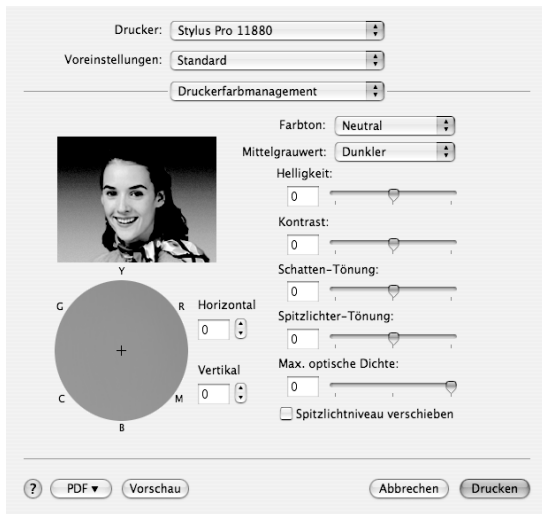 Drucker: Stylus Pro 11880
Voreinstellungen: Standard
Druckerfarbmanagement
Farbton: Neutral
Mittelgrauwert: Dunkler
Helligkeit:
0
Kontrast:
0
Schatten-Tönung:
0
Spitzlichter-Tönung:
0
Max. optische Dichte:
0
Spitzlichtniveau verschieben
Y
G R
C M
B
Horizontal
0
Vertikal
0
? PDF ▼ Vorschau Abbrechen Drucken